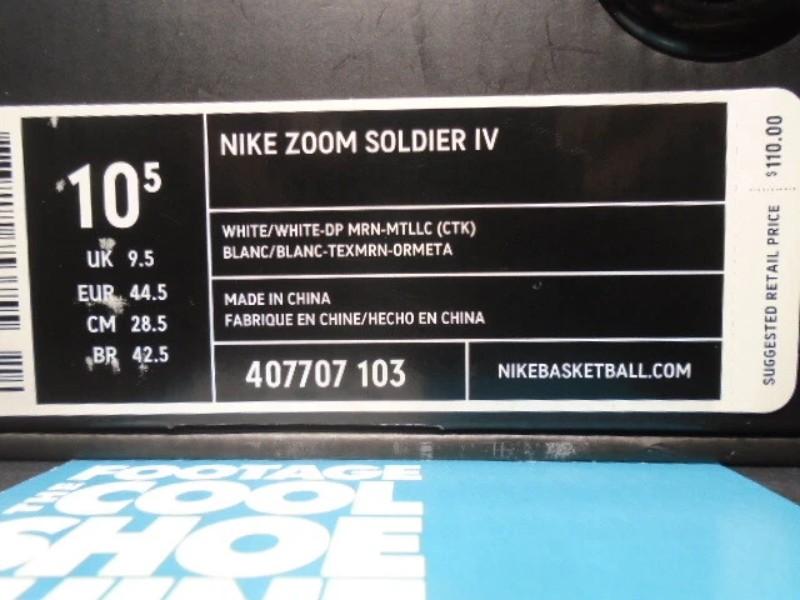 10⁵
UK 9.5
EUR 44.5
CM 28.5
BR 42.5
NIKE ZOOM SOLDIER IV
WHITE/WHITE-DP MRN-MTLLC (CTK)
BLANC/BLANC-TEXMRN-ORMETA
MADE IN CHINA
FABRIQUE EN CHINE/HECHO EN CHINA
407707 103
NIKEBASKETBALL.COM
SUGGESTED RETAIL PRICE
$110.00
FOOTAGE
THE COOL
SHOE